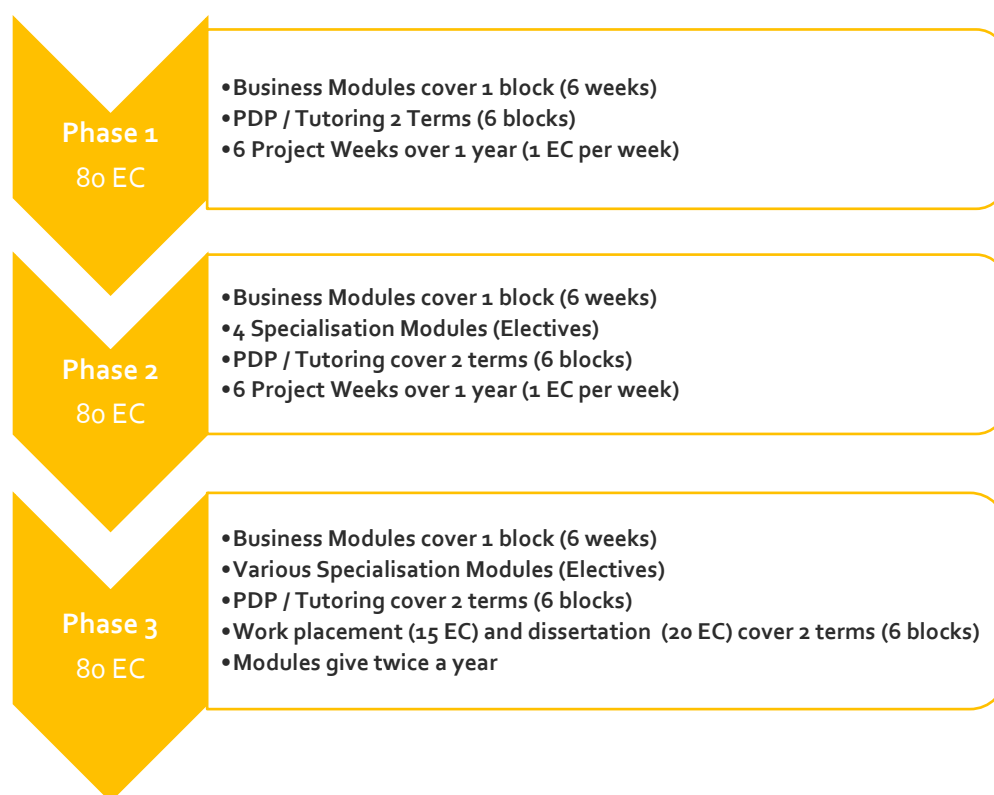 Phase 1
80 EC
•Business Modules cover 1 block (6 weeks)
•PDP / Tutoring 2 Terms (6 blocks)
•6 Project Weeks over 1 year (1 EC per week)
Phase 2
80 EC
•Business Modules cover 1 block (6 weeks)
•4 Specialisation Modules (Electives)
•PDP / Tutoring cover 2 terms (6 blocks)
•6 Project Weeks over 1 year (1 EC per week)
Phase 3
80 EC
•Business Modules cover 1 block (6 weeks)
•Various Specialisation Modules (Electives)
•PDP / Tutoring cover 2 terms (6 blocks)
•Work placement (15 EC) and dissertation (20 EC) cover 2 terms (6 blocks)
•Modules give twice a year